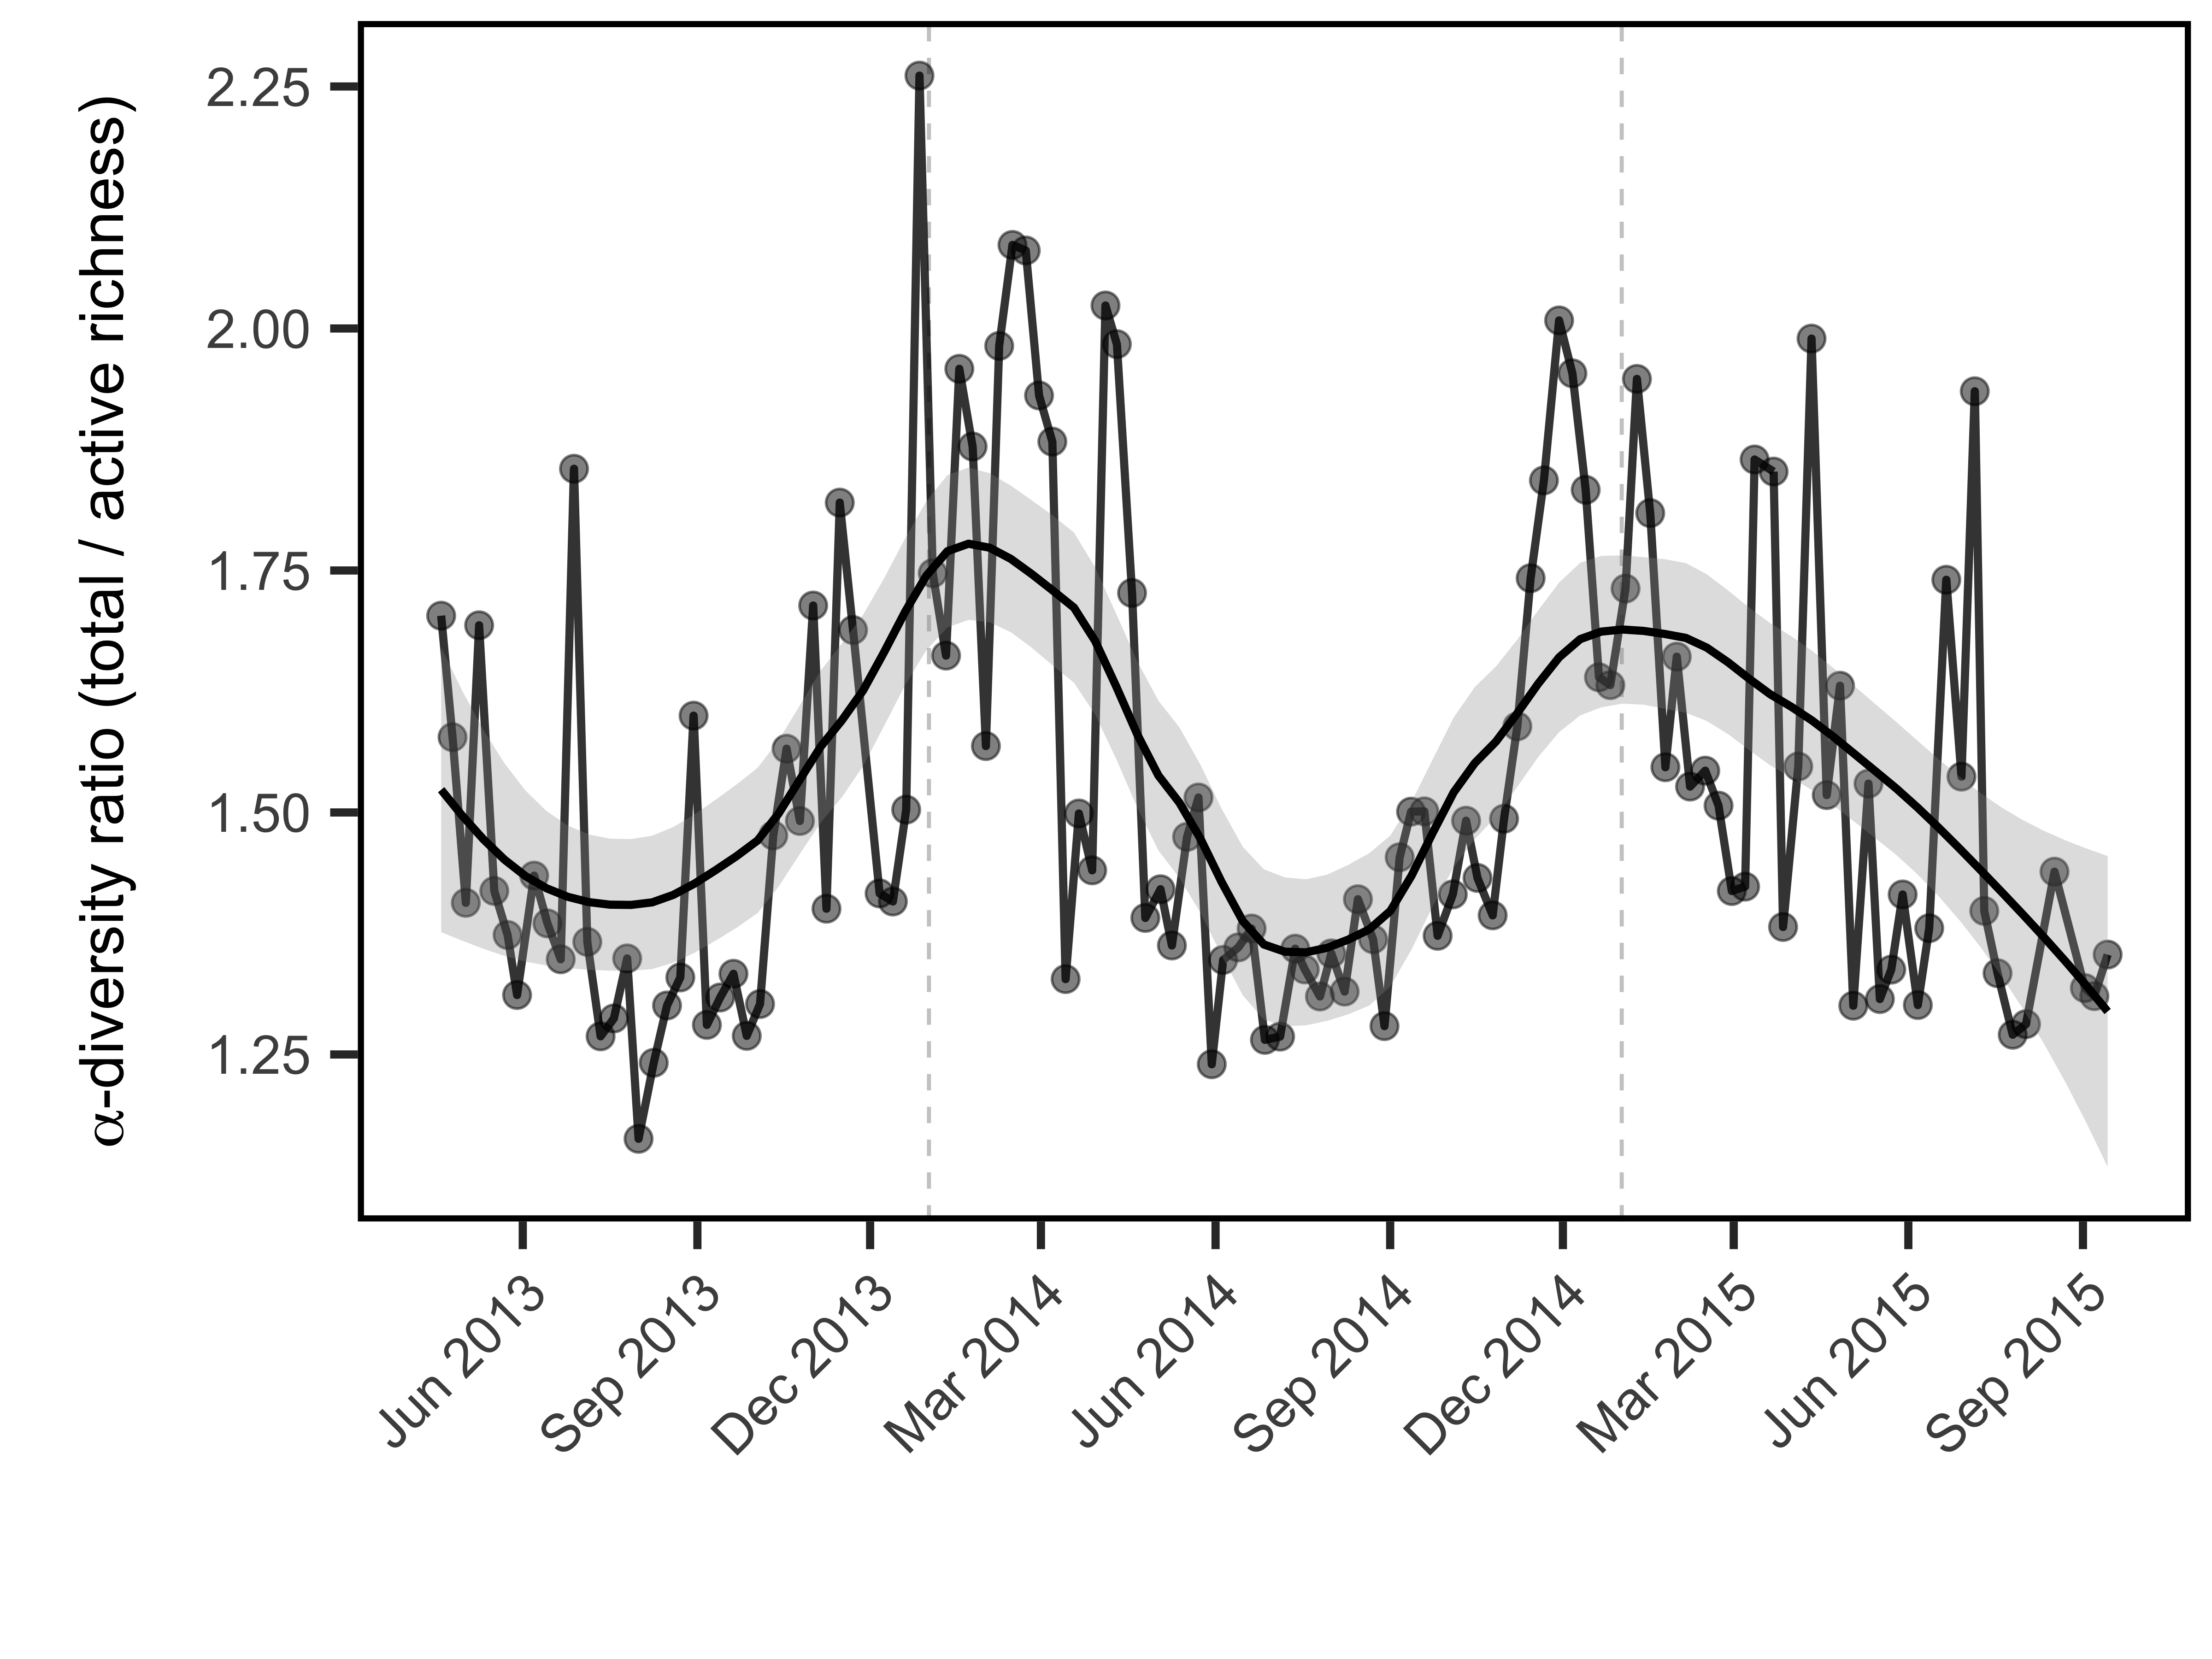 α-diversity ratio (total / active richness)
2.25
2.00
1.75
1.50
1.25
Jun 2013
Sep 2013
Dec 2013
Mar 2014
Jun 2014
Sep 2014
Dec 2014
Mar 2015
Jun 2015
Sep 2015